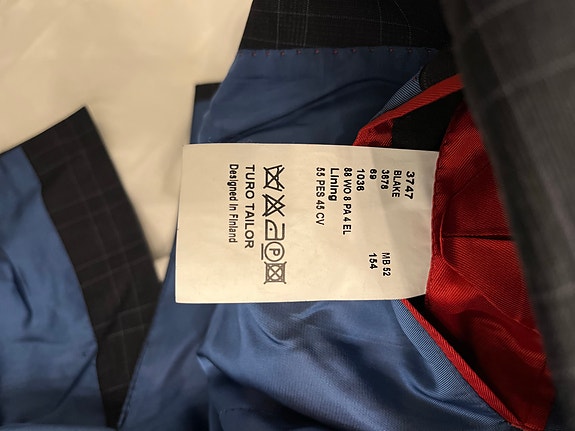 3747
BLAKE MB 52
3678 154
69
1036
88 WO 8 PA 4 EL
Lining
55 PES 45 CV
TURO TAILOR
Designed in Finland